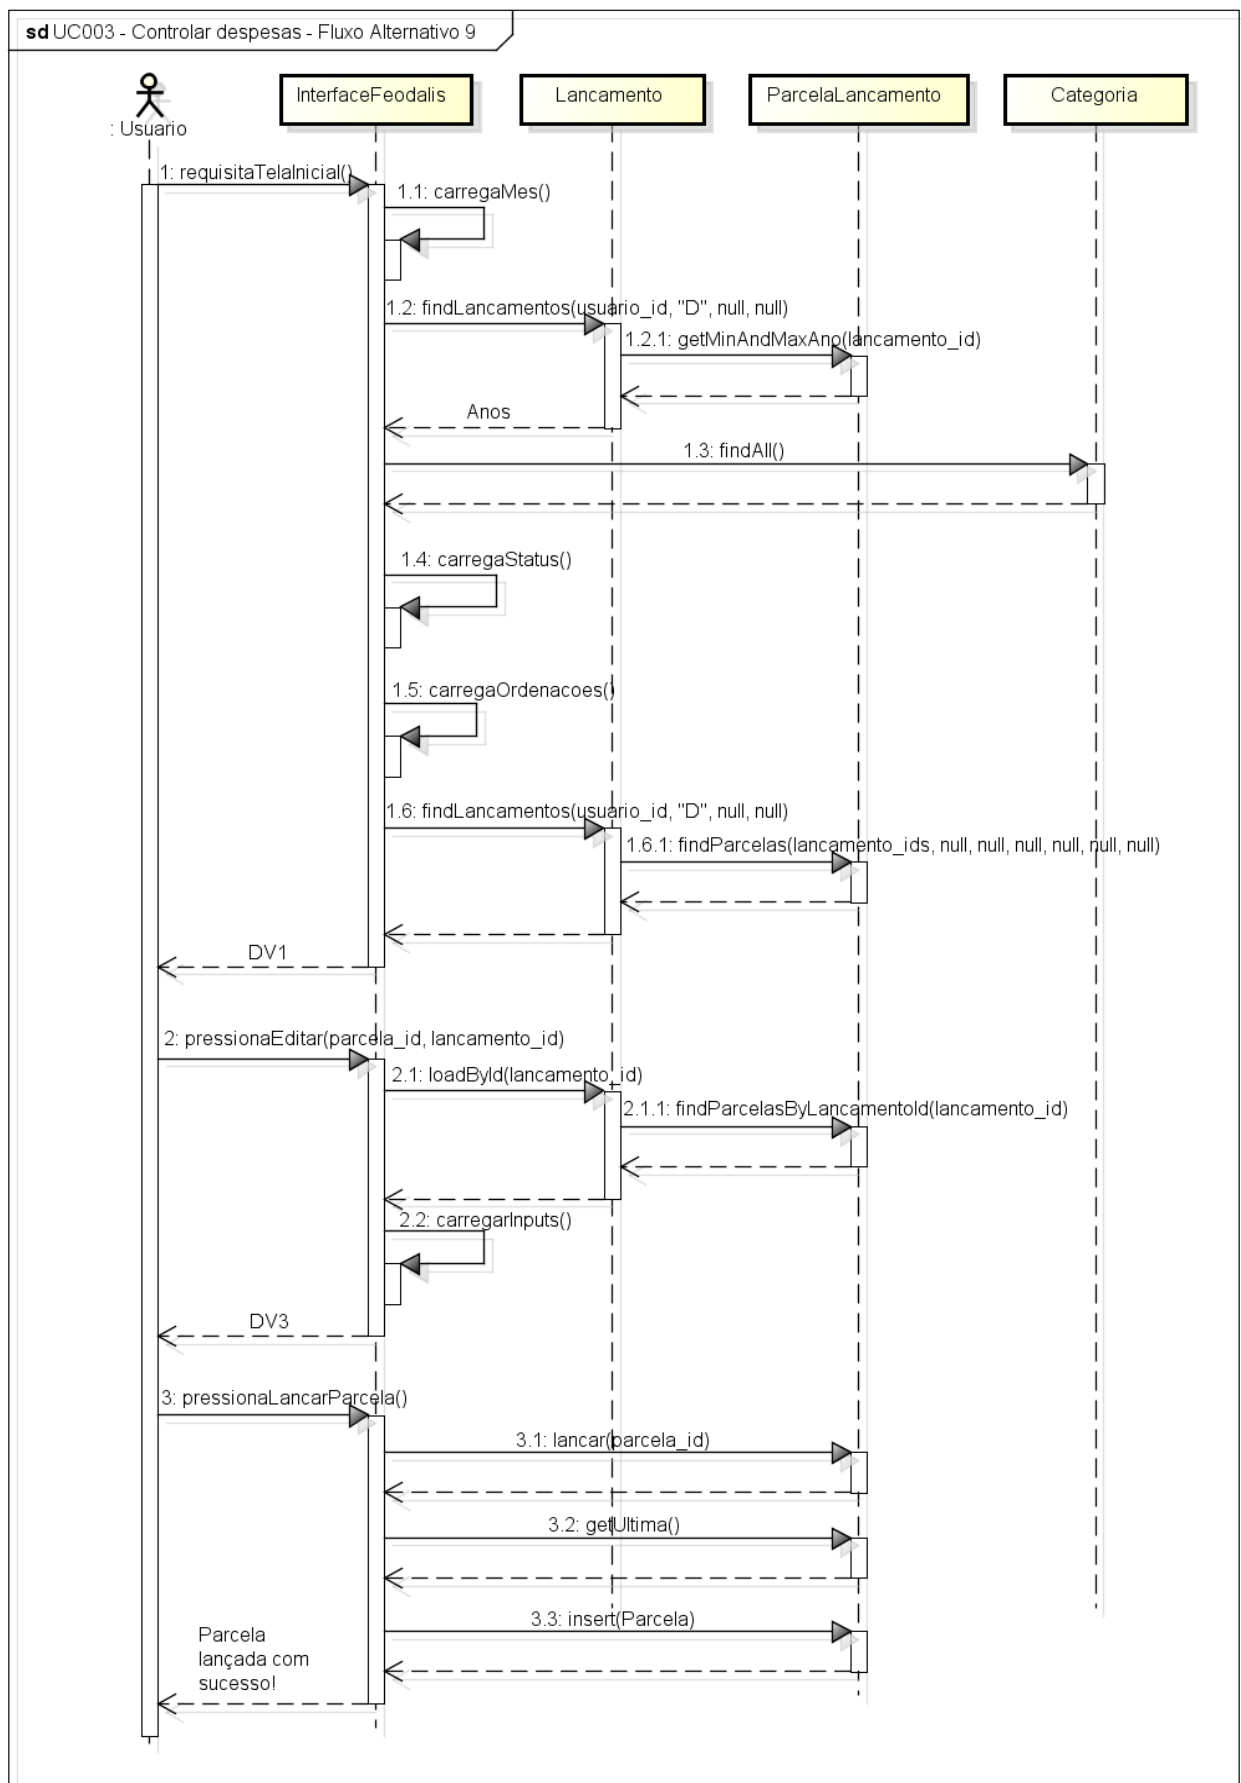 sd UC003 - Controlar despesas - Fluxo Alternativo 9
InterfaceFeodalis
Lancamento
ParcelaLancamento
Categoria
: Usuario
1: requisitaTelaInicial()
1.1: carregaMes()
1.2: findLancamentos(usuario_id, "D", null, null)
1.2.1: getMinAndMaxAno(lancamento_id)
Anos
1.3: findAll()
1.4: carregaStatus()
1.5: carregaOrdenacoes()
1.6: findLancamentos(usuario_id, "D", null, null)
1.6.1: findParcelas(lancamento_ids, null, null, null, null, null, null)
DV1
2: pressionaEditar(parcela_id, lancamento_id)
2.1: loadById(lancamento_id)
2.1.1: findParcelasByLancamentoId(lancamento_id)
2.2: carregarInputs()
DV3
3: pressionaLancarParcela()
3.1: lancar(parcela_id)
3.2: getUltima()
3.3: insert(Parcela)
Parcela
lançada com
sucesso!